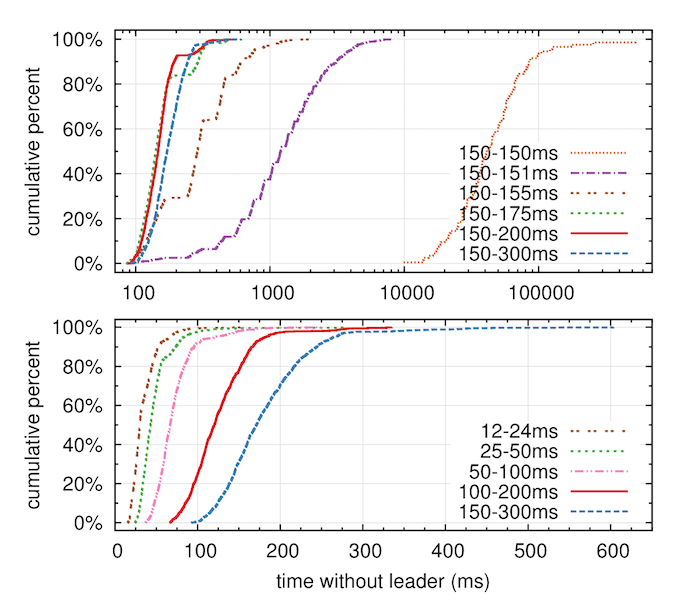 100%
80%
60%
40%
20%
0%
cumulative percent
150-150ms
150-151ms
150-155ms
150-175ms
150-200ms
150-300ms
100 1000 10000 100000
100%
80%
60%
40%
20%
0%
cumulative percent
12-24ms
25-50ms
50-100ms
100-200ms
150-300ms
0 100 200 300 400 500 600
time without leader (ms)